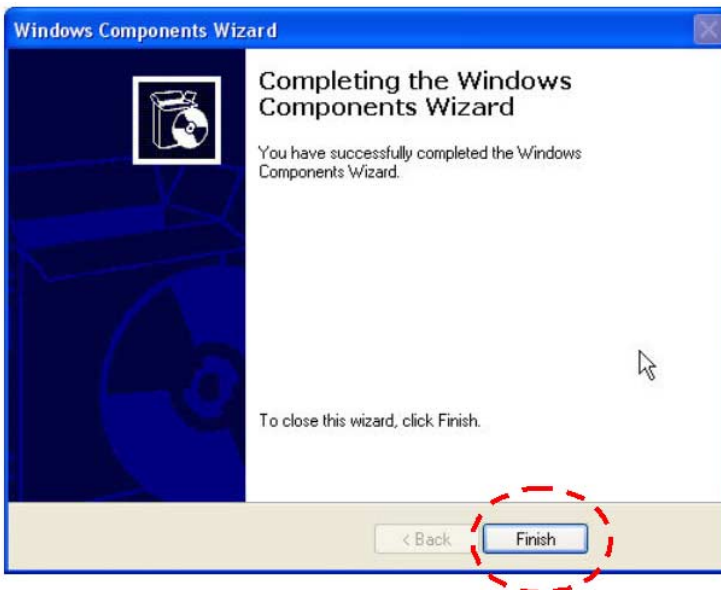 Windows Components Wizard
Completing the Windows
Components Wizard
You have successfully completed the Windows
Components Wizard.
To close this wizard, click Finish.
< Back
Finish